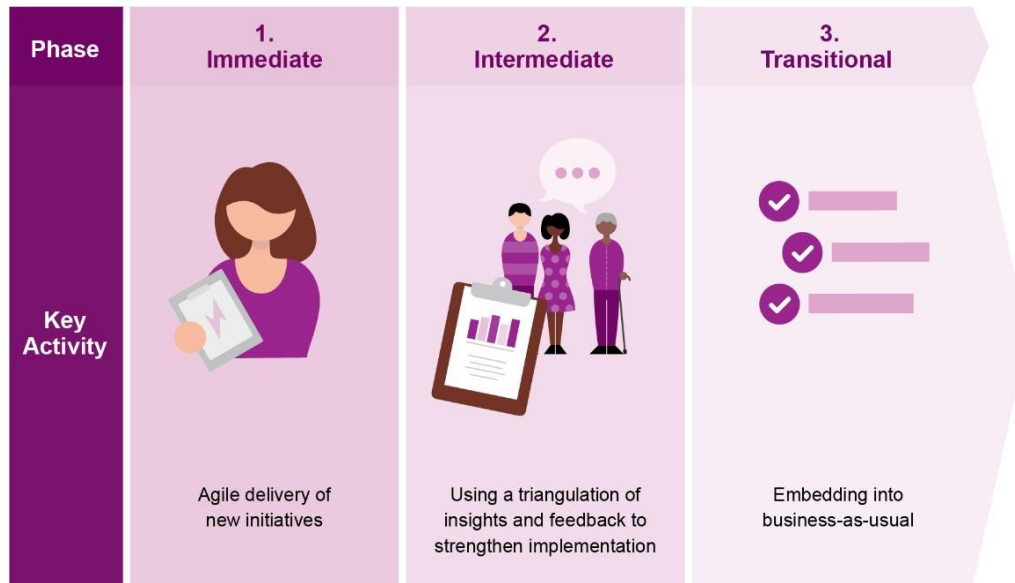 Phase
1.
Immediate
2.
Intermediate
3.
Transitional
Key
Activity
Agile delivery of
new initiatives
Using a triangulation of
insights and feedback to
strengthen implementation
Embedding into
business-as-usual